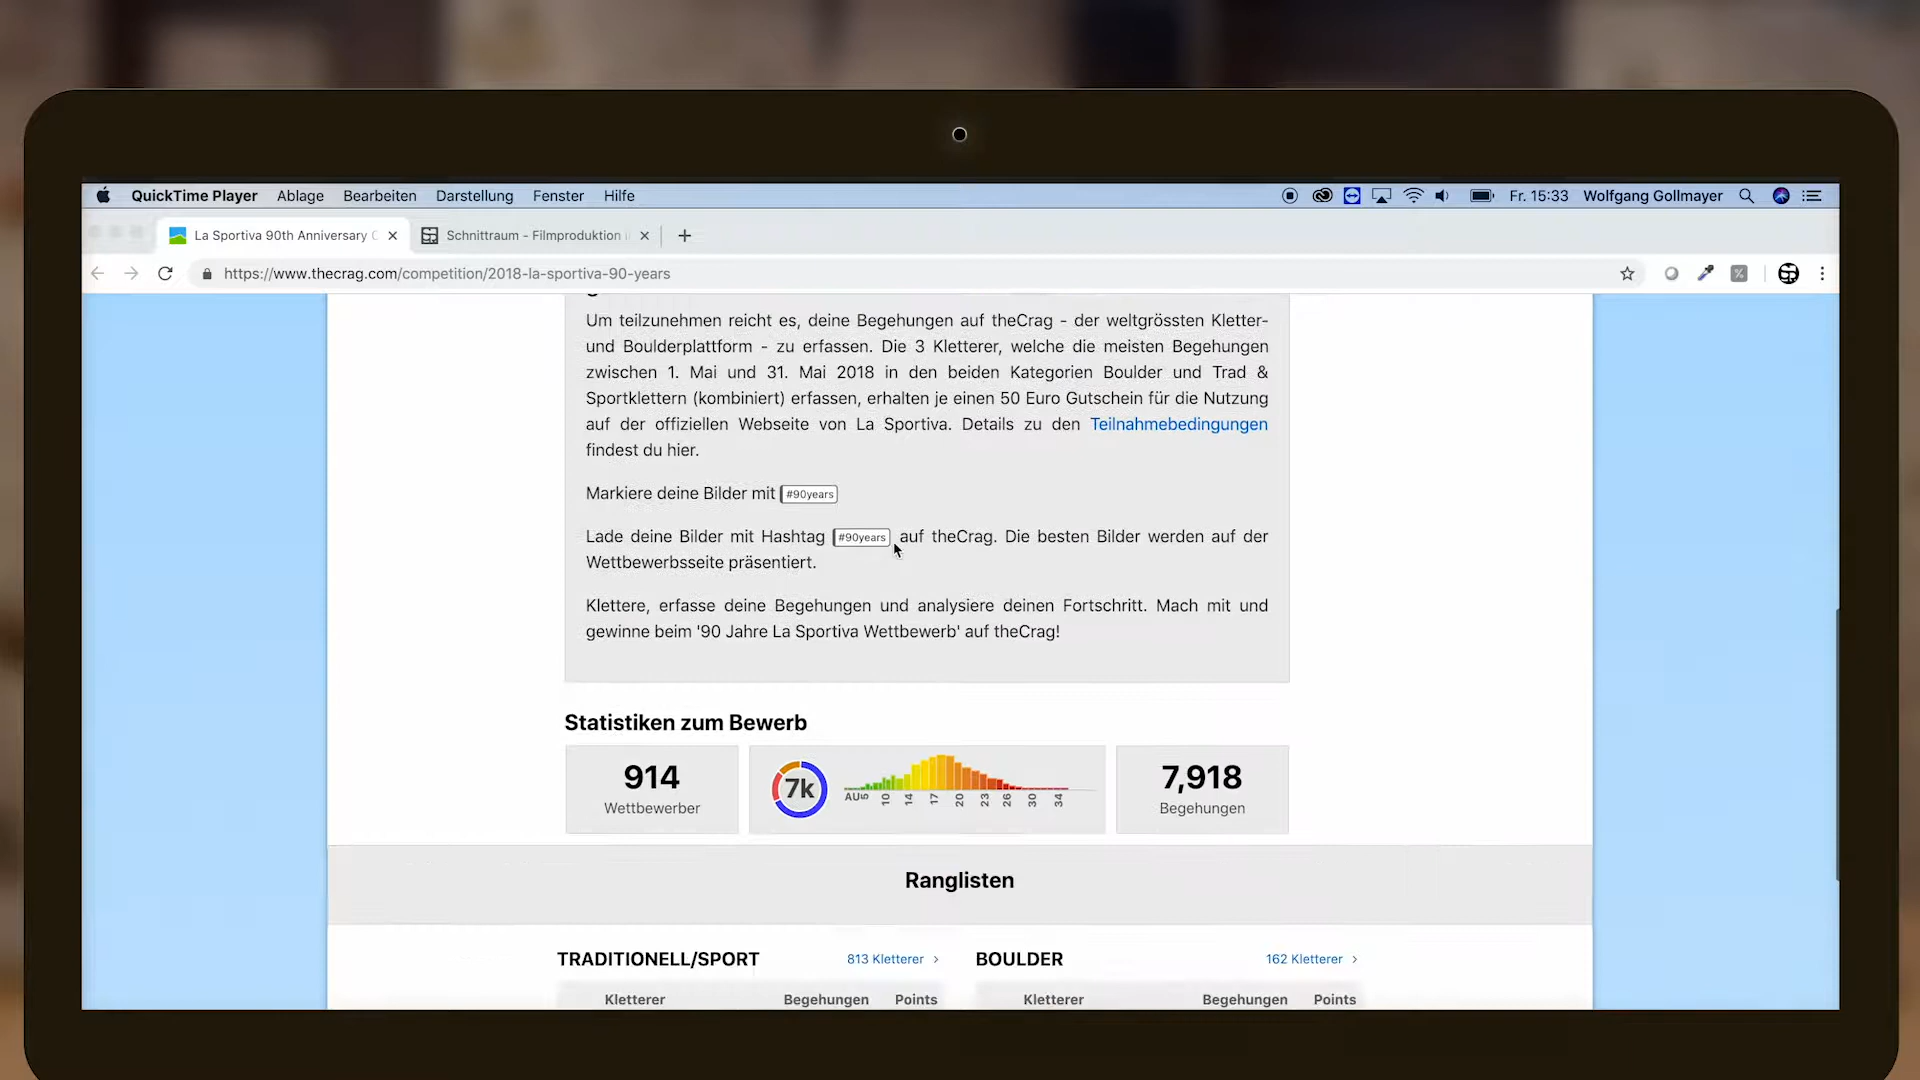 QuickTime Player Ablage Bearbeiten Darstellung Fenster Hilfe Fr. 15:33 Wolfgang Gollmayer
La Sportiva 90th Anniversary Schnittraum - Filmproduktion
https://www.thecrag.com/competition/2018-la-sportiva-90-years
Um teilzunehmen reicht es, deine Begehungen auf theCrag - der weltgrössten Kletter-
und Boulderplattform - zu erfassen. Die 3 Kletterer, welche die meisten Begehungen
zwischen 1. Mai und 31. Mai 2018 in den beiden Kategorien Boulder und Trad &
Sportklettern (kombiniert) erfassen, erhalten je einen 50 Euro Gutschein für die Nutzung
auf der offiziellen Webseite von La Sportiva. Details zu den Teilnahmebedingungen
findest du hier.
Markiere deine Bilder mit #90years
Lade deine Bilder mit Hashtag #90years auf theCrag. Die besten Bilder werden auf der
Wettbewerbsseite präsentiert.
Klettere, erfasse deine Begehungen und analysiere deinen Fortschritt. Mach mit und
gewinne beim '90 Jahre La Sportiva Wettbewerb' auf theCrag!
Statistiken zum Bewerb
914
Wettbewerber
7k
AU5 10 14 17 20 23 26 30 34
7,918
Begehungen
Ranglisten
TRADITIONELL/SPORT 813 Kletterer >
Kletterer Begehungen Points
BOULDER 162 Kletterer >
Kletterer Begehungen Points